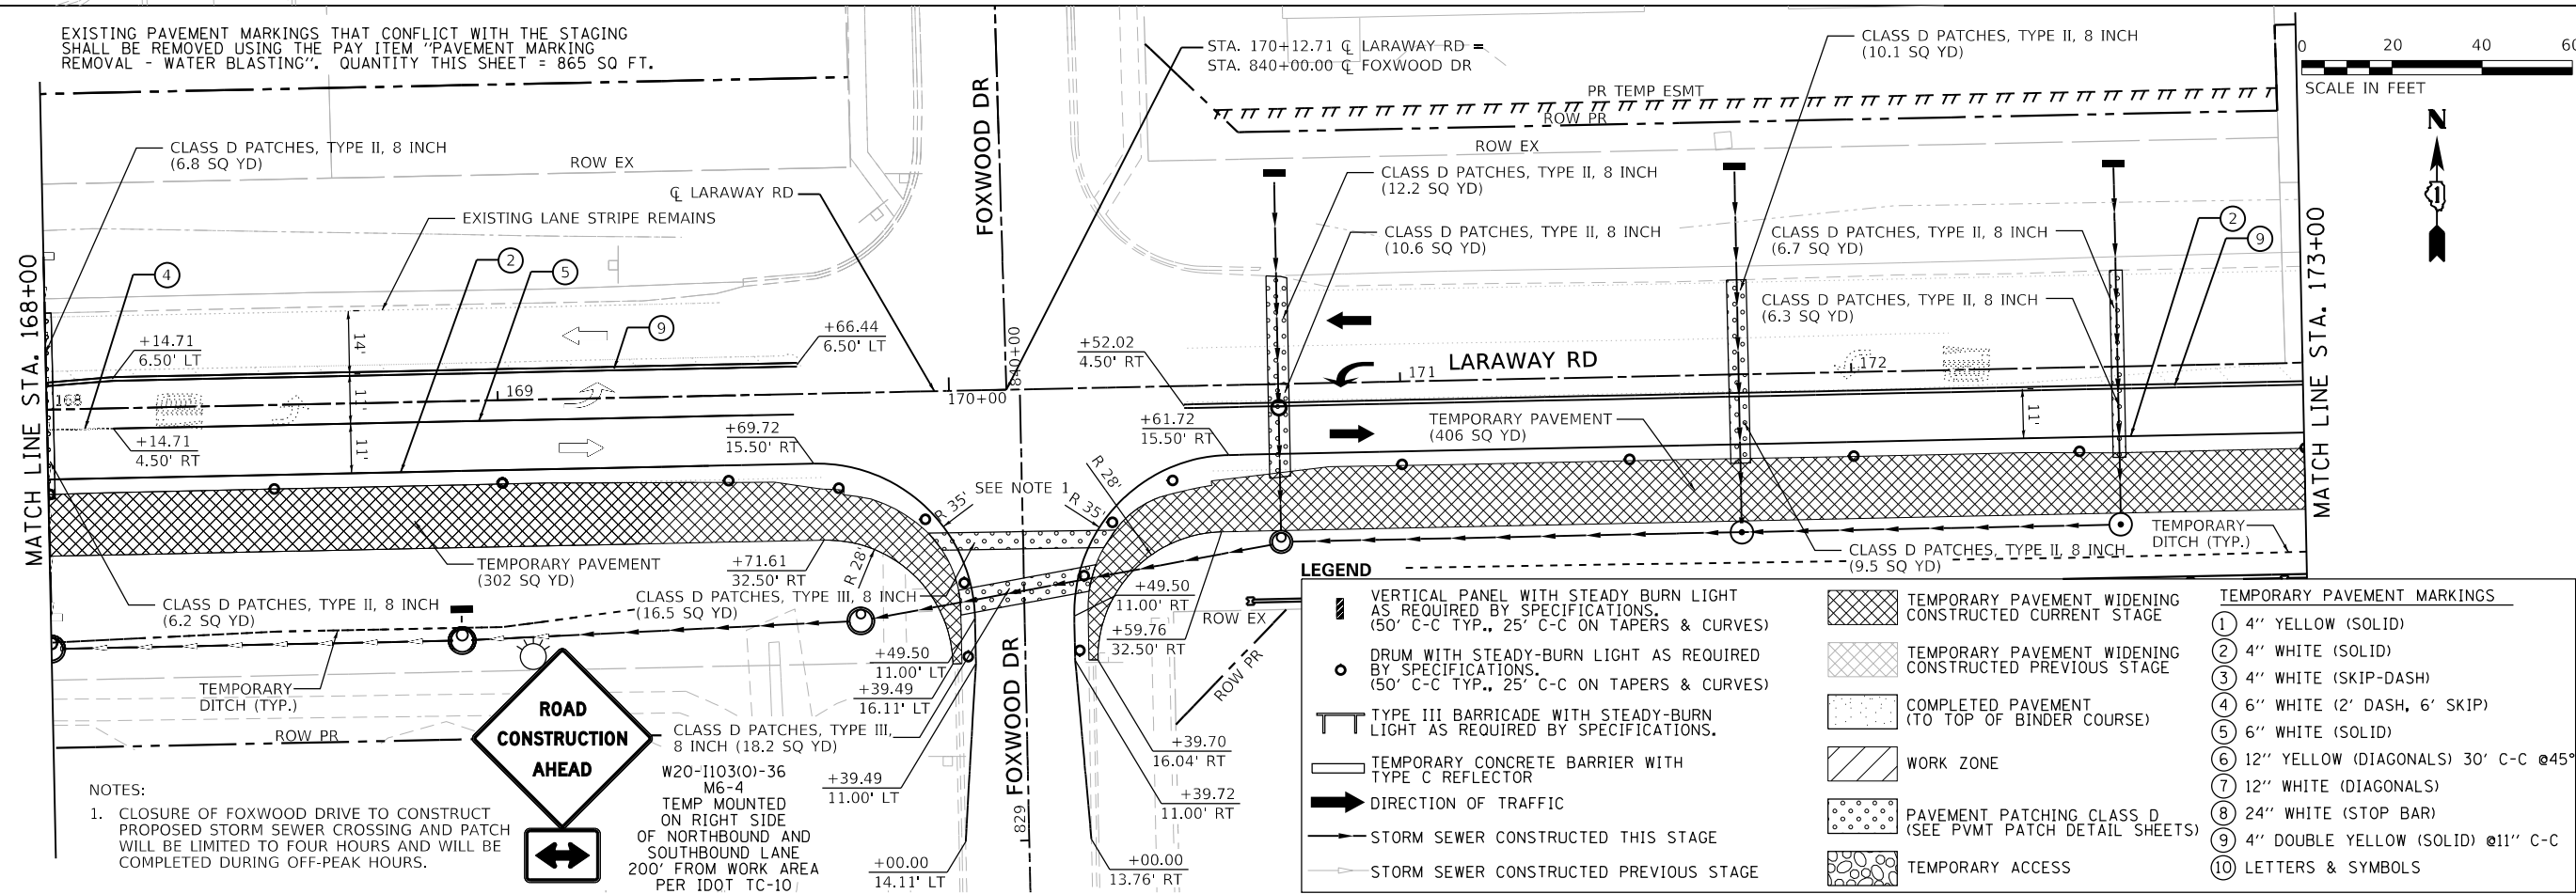 EXISTING PAVEMENT MARKINGS THAT CONFLICT WITH THE STAGING
SHALL BE REMOVED USING THE PAY ITEM "PAVEMENT MARKING
REMOVAL - WATER BLASTING". QUANTITY THIS SHEET = 865 SQ FT.
FOXWOOD DR
STA. 170+12.71 ℄ LARAWAY RD =
STA. 840+00.00 ℄ FOXWOOD DR
CLASS D PATCHES, TYPE II, 8 INCH
(10.1 SQ YD)
0 20 40 60
SCALE IN FEET
N
1
PR TEMP ESMT
ROW PR
ROW EX
CLASS D PATCHES, TYPE II, 8 INCH
(6.8 SQ YD)
ROW EX
℄ LARAWAY RD
EXISTING LANE STRIPE REMAINS
CLASS D PATCHES, TYPE II, 8 INCH
(12.2 SQ YD)
CLASS D PATCHES, TYPE II, 8 INCH
(10.6 SQ YD)
CLASS D PATCHES, TYPE II, 8 INCH
(6.7 SQ YD)
CLASS D PATCHES, TYPE II, 8 INCH
(6.3 SQ YD)
2
9
4
2
5
9
MATCH LINE STA. 168+00
MATCH LINE STA. 173+00
+14.71
6.50' LT
14'
11'
11'
+66.44
6.50' LT
840+00
+52.02
4.50' RT
LARAWAY RD
168
169
170+00
171
172
+14.71
4.50' RT
+69.72
15.50' RT
+61.72
15.50' RT
TEMPORARY PAVEMENT
(406 SQ YD)
11'
SEE NOTE 1
R 35'
R 35'
R 28'
R 28'
TEMPORARY PAVEMENT
(302 SQ YD)
+71.61
32.50' RT
CLASS D PATCHES, TYPE II, 8 INCH
(6.2 SQ YD)
CLASS D PATCHES, TYPE III, 8 INCH
(16.5 SQ YD)
CLASS D PATCHES, TYPE II, 8 INCH
(9.5 SQ YD)
TEMPORARY
DITCH (TYP.)
+49.50
11.00' RT
+59.76
32.50' RT
ROW EX
ROW PR
+49.50
11.00' LT
+39.49
16.11' LT
TEMPORARY
DITCH (TYP.)
ROW PR
CLASS D PATCHES, TYPE III,
8 INCH (18.2 SQ YD)
+39.49
11.00' LT
+39.70
16.04' RT
+39.72
11.00' RT
FOXWOOD DR
829
+00.00
14.11' LT
+00.00
13.76' RT
ROAD
CONSTRUCTION
AHEAD
W20-I103(O)-36
M6-4
TEMP MOUNTED
ON RIGHT SIDE
OF NORTHBOUND AND
SOUTHBOUND LANE
200' FROM WORK AREA
PER IDOT TC-10
NOTES:
1. CLOSURE OF FOXWOOD DRIVE TO CONSTRUCT
PROPOSED STORM SEWER CROSSING AND PATCH
WILL BE LIMITED TO FOUR HOURS AND WILL BE
COMPLETED DURING OFF-PEAK HOURS.
LEGEND
VERTICAL PANEL WITH STEADY BURN LIGHT
AS REQUIRED BY SPECIFICATIONS.
(50' C-C TYP., 25' C-C ON TAPERS & CURVES)
DRUM WITH STEADY-BURN LIGHT AS REQUIRED
BY SPECIFICATIONS.
(50' C-C TYP., 25' C-C ON TAPERS & CURVES)
TYPE III BARRICADE WITH STEADY-BURN
LIGHT AS REQUIRED BY SPECIFICATIONS.
TEMPORARY CONCRETE BARRIER WITH
TYPE C REFLECTOR
DIRECTION OF TRAFFIC
STORM SEWER CONSTRUCTED THIS STAGE
STORM SEWER CONSTRUCTED PREVIOUS STAGE
TEMPORARY PAVEMENT WIDENING
CONSTRUCTED CURRENT STAGE
TEMPORARY PAVEMENT WIDENING
CONSTRUCTED PREVIOUS STAGE
COMPLETED PAVEMENT
(TO TOP OF BINDER COURSE)
WORK ZONE
PAVEMENT PATCHING CLASS D
(SEE PVMT PATCH DETAIL SHEETS)
TEMPORARY ACCESS
TEMPORARY PAVEMENT MARKINGS
1 4'' YELLOW (SOLID)
2 4'' WHITE (SOLID)
3 4'' WHITE (SKIP-DASH)
4 6'' WHITE (2' DASH, 6' SKIP)
5 6'' WHITE (SOLID)
6 12'' YELLOW (DIAGONALS) 30' C-C @45°
7 12'' WHITE (DIAGONALS)
8 24'' WHITE (STOP BAR)
9 4'' DOUBLE YELLOW (SOLID) @11'' C-C
10 LETTERS & SYMBOLS